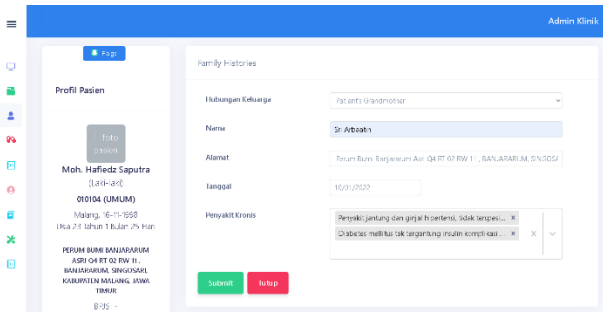 Admin Klinik
Page
Profil Pasien
foto
pasien
Moh. Hafiedz Saputra
(Laki-laki)
010104 (UMUM)
Malang, 16-11-1998
Usia 23 Tahun 1 Bulan 25 Hari
PERUM BUMI BANJARARUM
ASRI Q4 RT 02 RW 11,
BANJARARUM, SINGOSARI,
KABUPATEN MALANG, JAWA
TIMUR
BPJS -
Family Histories
Hubungan Keluarga
Patient's Grandmother
Nama
Sri Arbaatin
Alamat
Perum Bumi Banjararum Asri Q4 RT 02 RW 11 , BANJARARUM, SINGOSA
Tanggal
10/01/2022
Penyakit Kronis
Penyakit jantung dan ginjal hipertensi, tidak terspesi... ×
Diabetes mellitus tak tergantung insulin komplikasi ... ×
Submit
Tutup